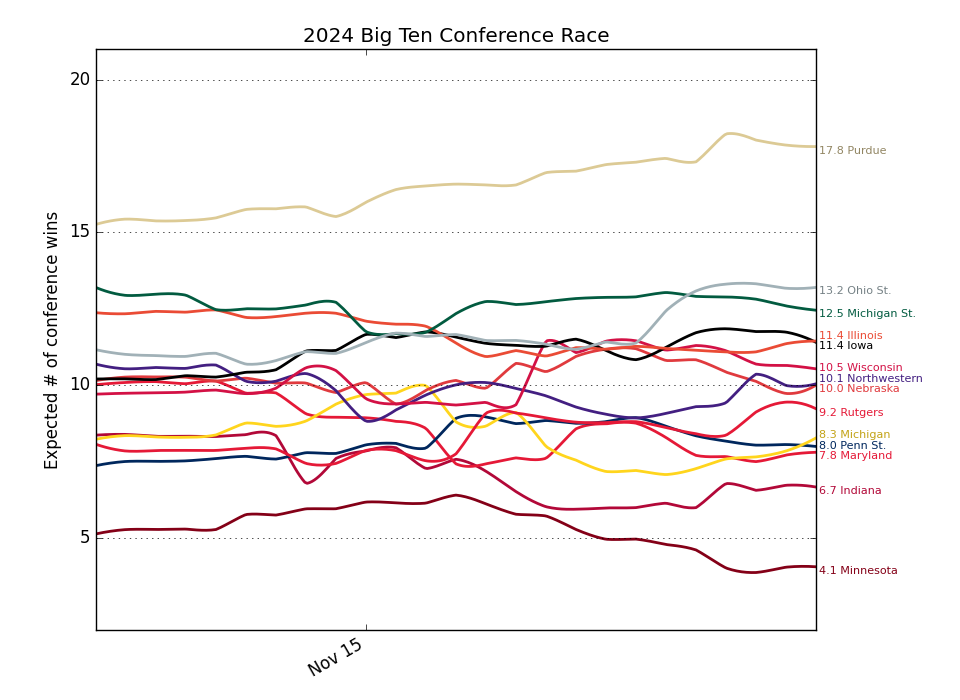 2024 Big Ten Conference Race
Expected # of conference wins
20
15
10
5
Nov 15
17.8 Purdue
13.2 Ohio St.
12.5 Michigan St.
11.4 Illinois
11.4 Iowa
10.5 Wisconsin
10.1 Northwestern
10.0 Nebraska
9.2 Rutgers
8.3 Michigan
8.0 Penn St.
7.8 Maryland
6.7 Indiana
4.1 Minnesota